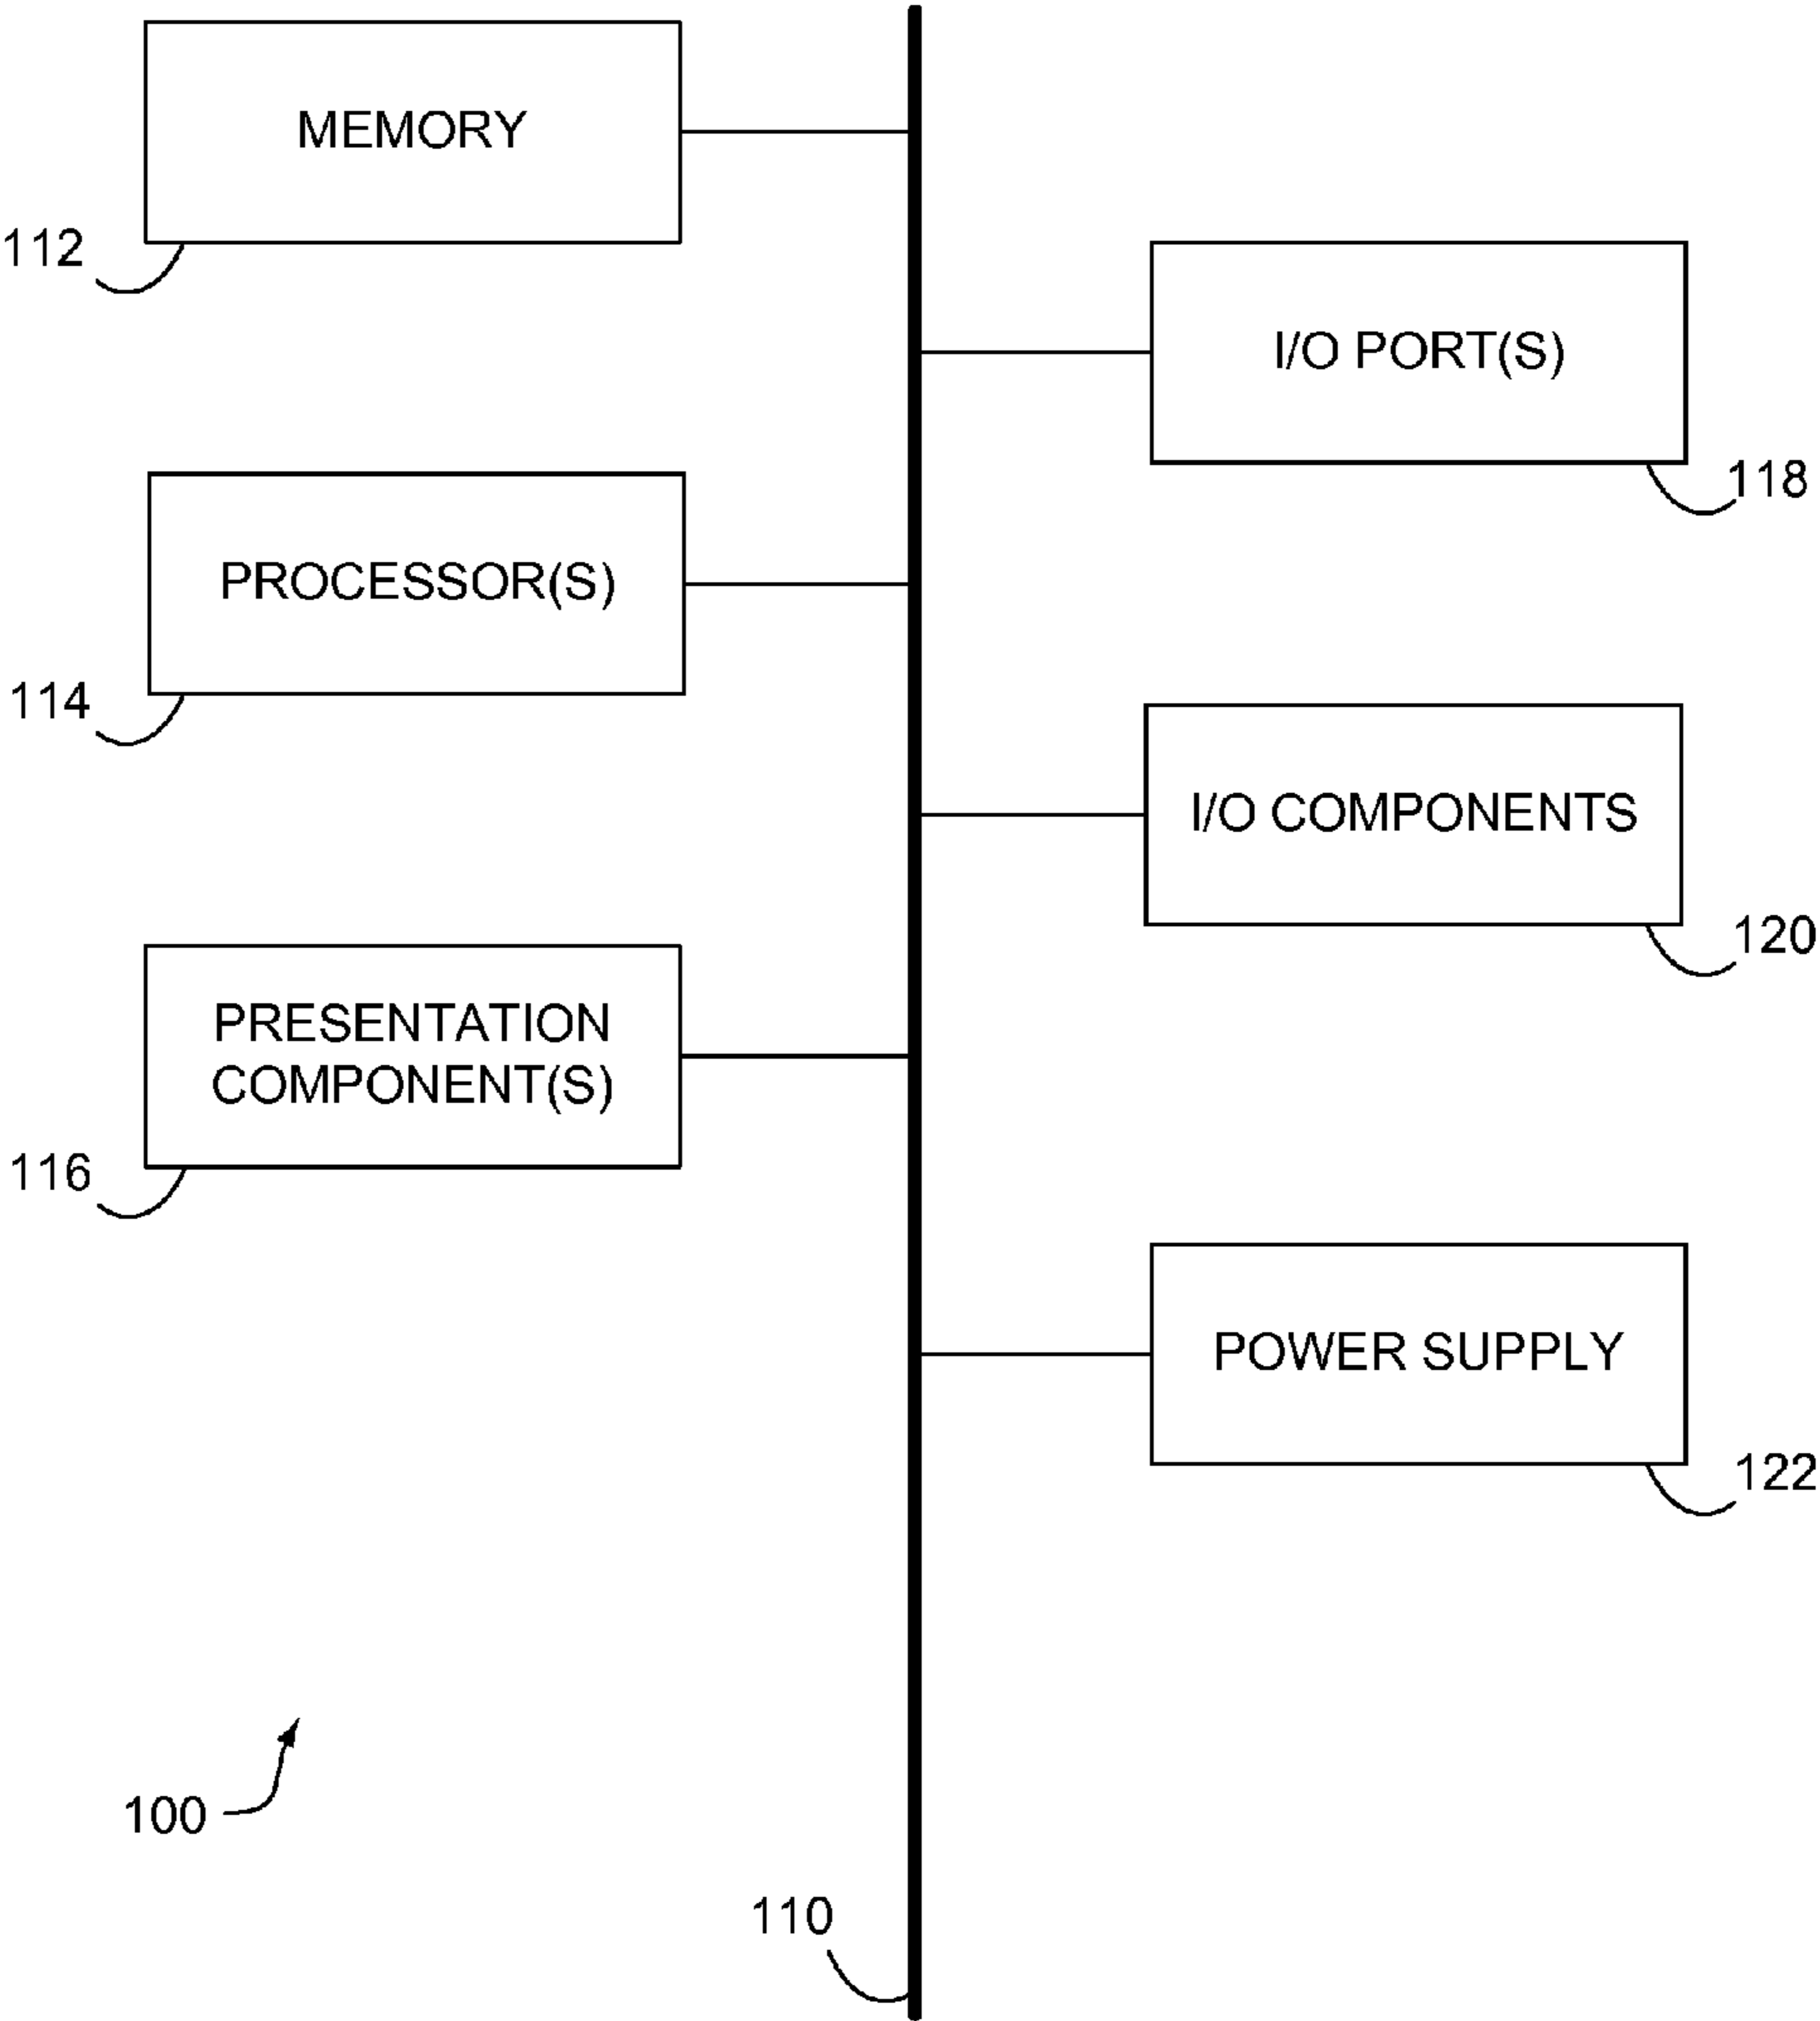 MEMORY
112
I/O PORT(S)
118
PROCESSOR(S)
114
I/O COMPONENTS
120
PRESENTATION
COMPONENT(S)
116
POWER SUPPLY
122
100
110